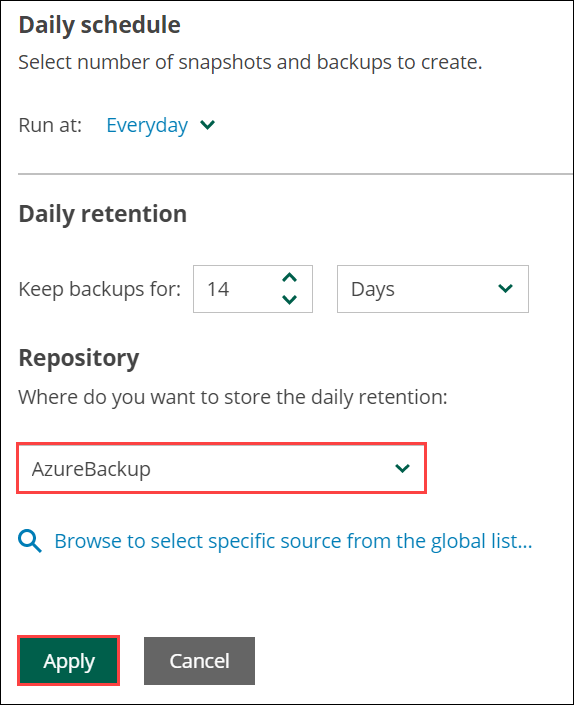 Daily schedule
Select number of snapshots and backups to create.
Run at: Everyday
Daily retention
Keep backups for: 14 Days
Repository
Where do you want to store the daily retention:
AzureBackup
Browse to select specific source from the global list...
Apply Cancel